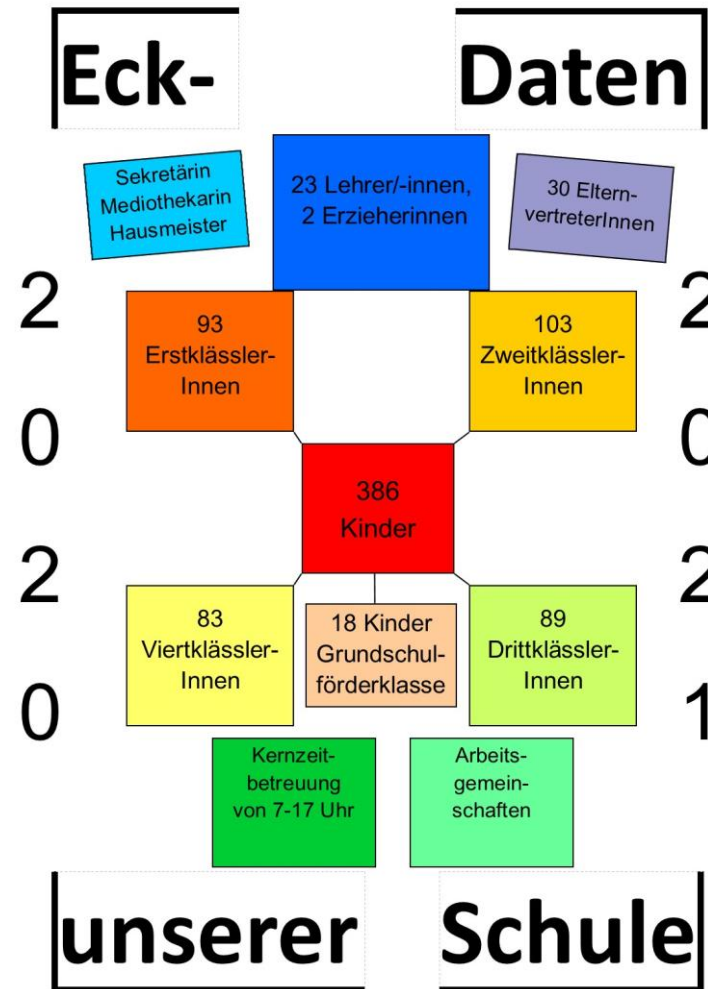 Eck- Daten
Sekretärin
Mediothekarin
Hausmeister
23 Lehrer/-innen,
2 Erzieherinnen
30 Eltern-
vertreterInnen
2
0
2
0
93
Erstklässler-
Innen
103
Zweitklässler-
Innen
2
0
2
1
386
Kinder
83
Viertklässler-
Innen
18 Kinder
Grundschul-
förderklasse
89
Drittklässler-
Innen
Kernzeit-
betreuung
von 7-17 Uhr
Arbeits-
gemein-
schaften
unserer Schule